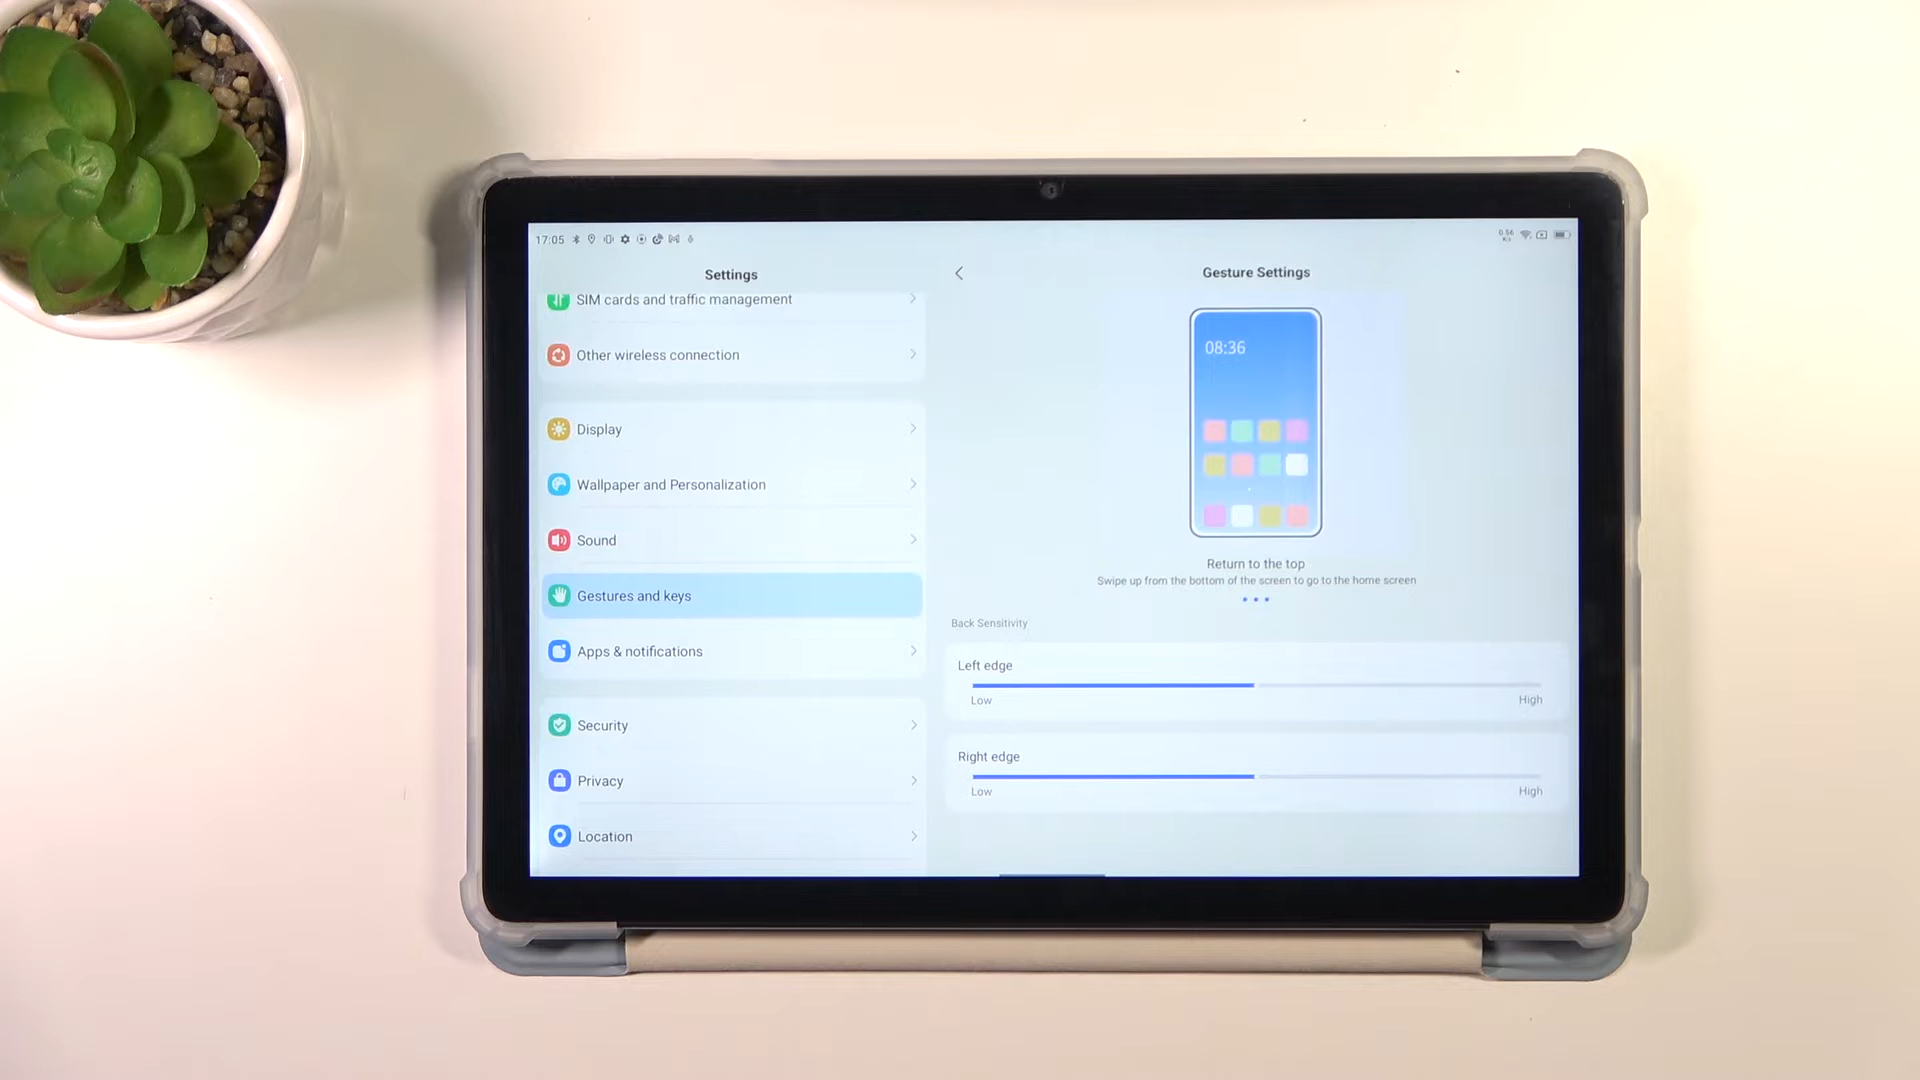 17:05
0.56
Settings
SIM cards and traffic management
Other wireless connection
Display
Wallpaper and Personalization
Sound
Gestures and keys
Apps & notifications
Security
Privacy
Location
Gesture Settings
08:36
Return to the top
Swipe up from the bottom of the screen to go to the home screen
Back Sensitivity
Left edge
Low High
Right edge
Low High